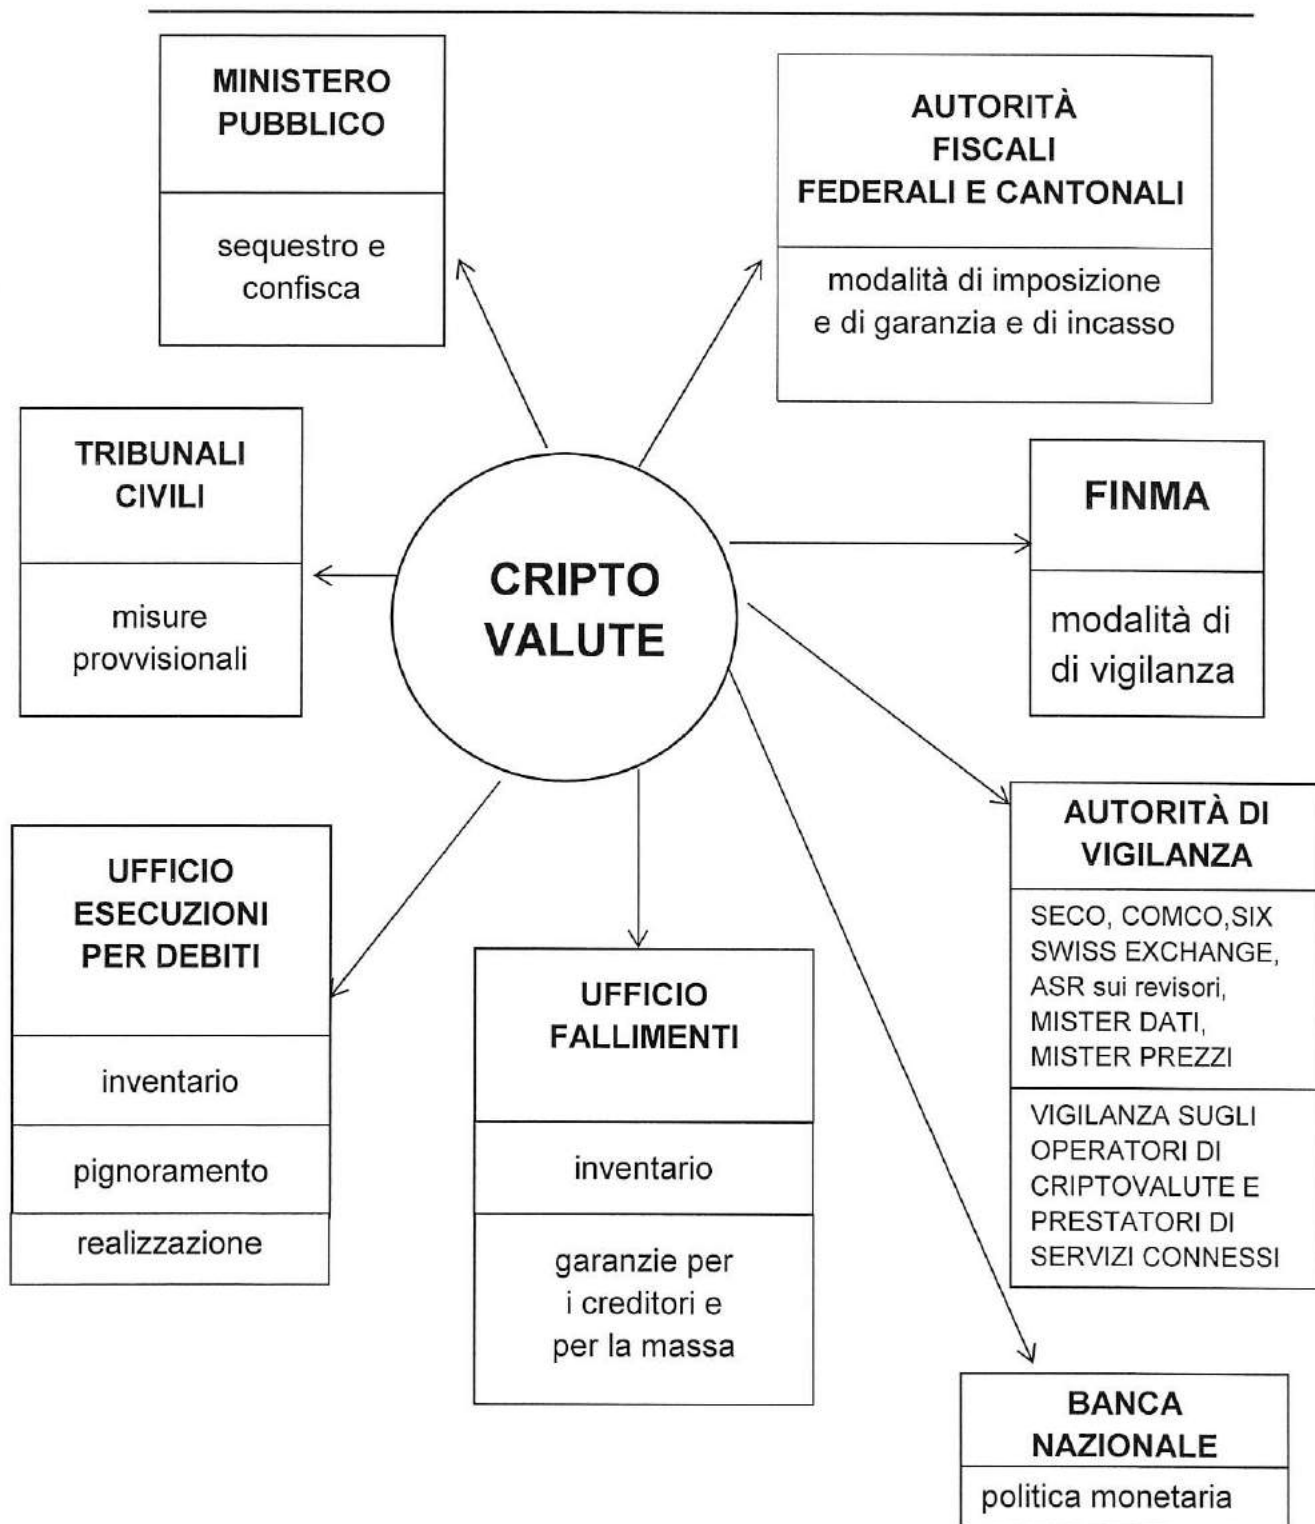 MINISTERO
PUBBLICO
sequestro e
confisca
AUTORITÀ
FISCALI
FEDERALI E CANTONALI
modalità di imposizione
e di garanzia e di incasso
TRIBUNALI
CIVILI
misure
provvisionali
CRIPTO
VALUTE
FINMA
modalità di
di vigilanza
UFFICIO
ESECUZIONI
PER DEBITI
inventario
pignoramento
realizzazione
UFFICIO
FALLIMENTI
inventario
garanzie per
i creditori e
per la massa
AUTORITÀ DI
VIGILANZA
SECO, COMCO,SIX
SWISS EXCHANGE,
ASR sui revisori,
MISTER DATI,
MISTER PREZZI
VIGILANZA SUGLI
OPERATORI DI
CRIPTOVALUTE E
PRESTATORI DI
SERVIZI CONNESSI
BANCA
NAZIONALE
politica monetaria